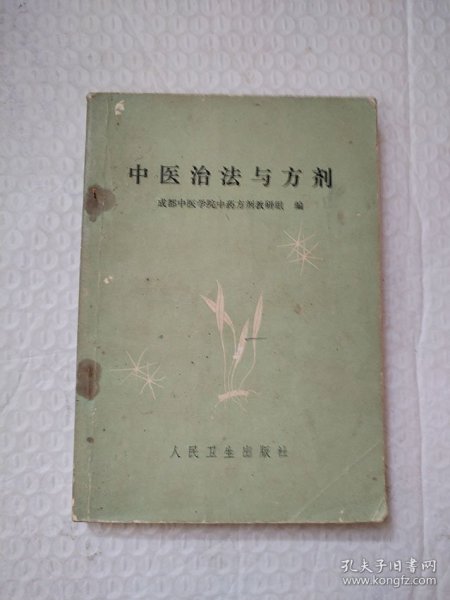 中医治法与方剂
成都中医学院中药方剂教研组 编
人民卫生出版社
孔夫子旧书网
www.kongfz.com